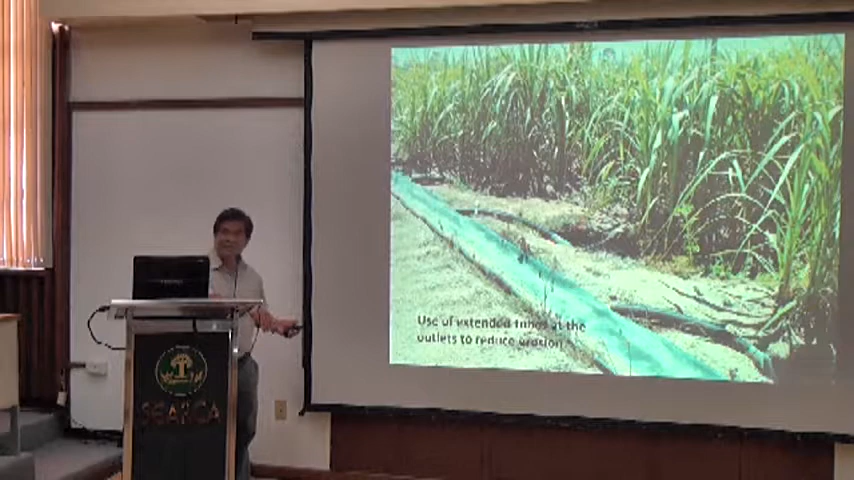 Use of extended tubes at the
outlets to reduce erosion
SEARCA